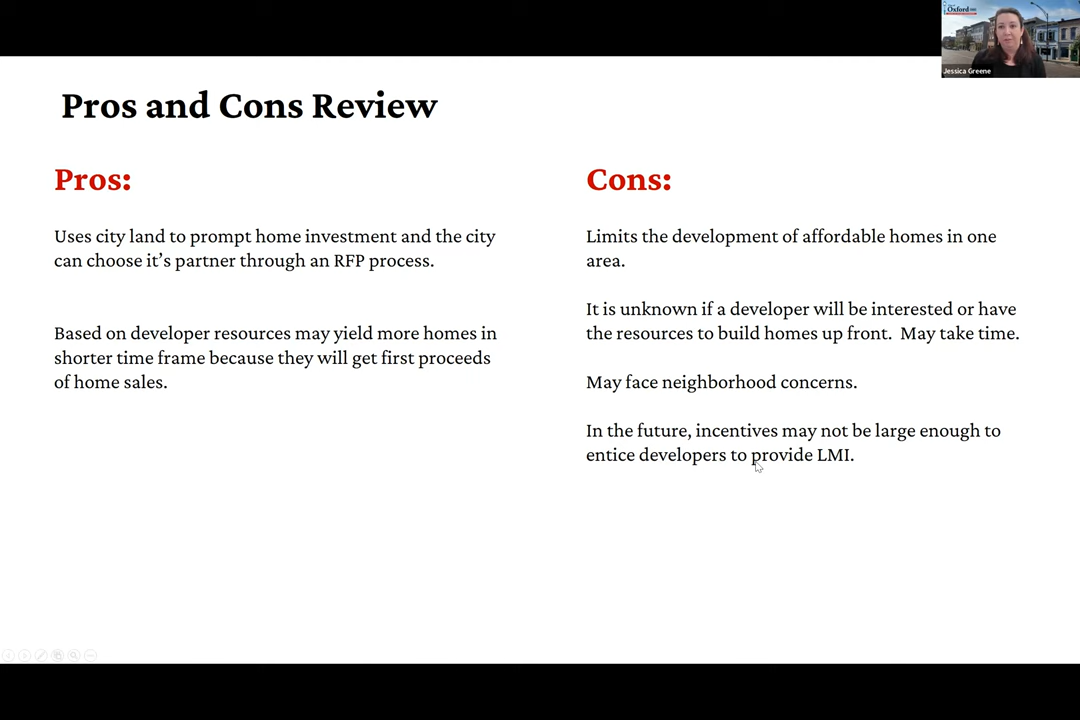 Oxford
Jessica Greene
Pros and Cons Review
Pros:
Uses city land to prompt home investment and the city
can choose it’s partner through an RFP process.
Based on developer resources may yield more homes in
shorter time frame because they will get first proceeds
of home sales.
Cons:
Limits the development of affordable homes in one
area.
It is unknown if a developer will be interested or have
the resources to build homes up front.  May take time.
May face neighborhood concerns.
In the future, incentives may not be large enough to
entice developers to provide LMI.